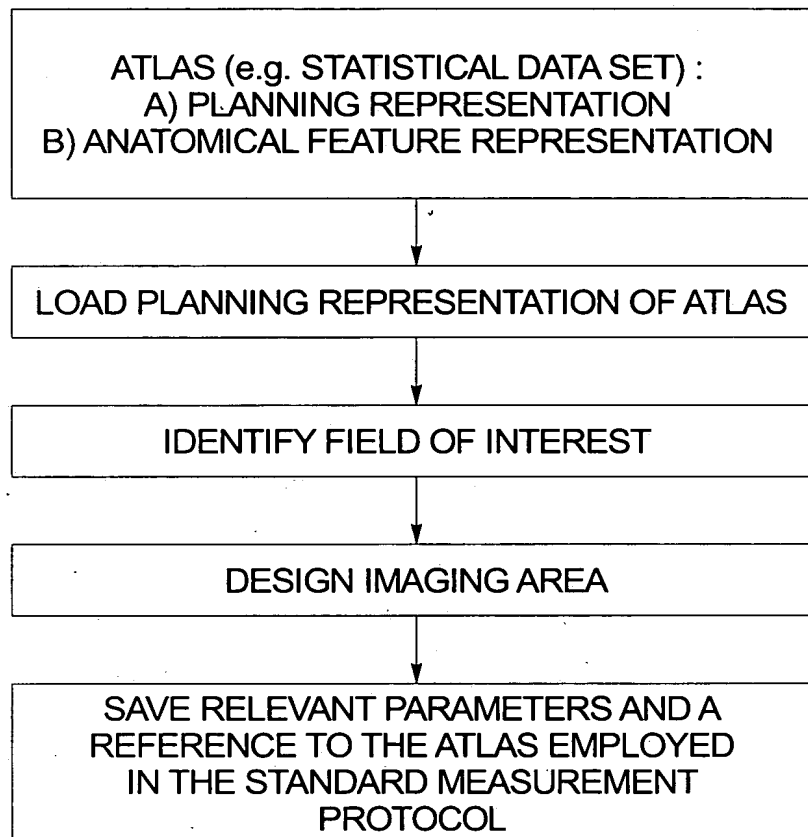 ATLAS (e.g. STATISTICAL DATA SET) :
A) PLANNING REPRESENTATION
B) ANATOMICAL FEATURE REPRESENTATION
LOAD PLANNING REPRESENTATION OF ATLAS
IDENTIFY FIELD OF INTEREST
DESIGN IMAGING AREA
SAVE RELEVANT PARAMETERS AND A
REFERENCE TO THE ATLAS EMPLOYED
IN THE STANDARD MEASUREMENT
PROTOCOL